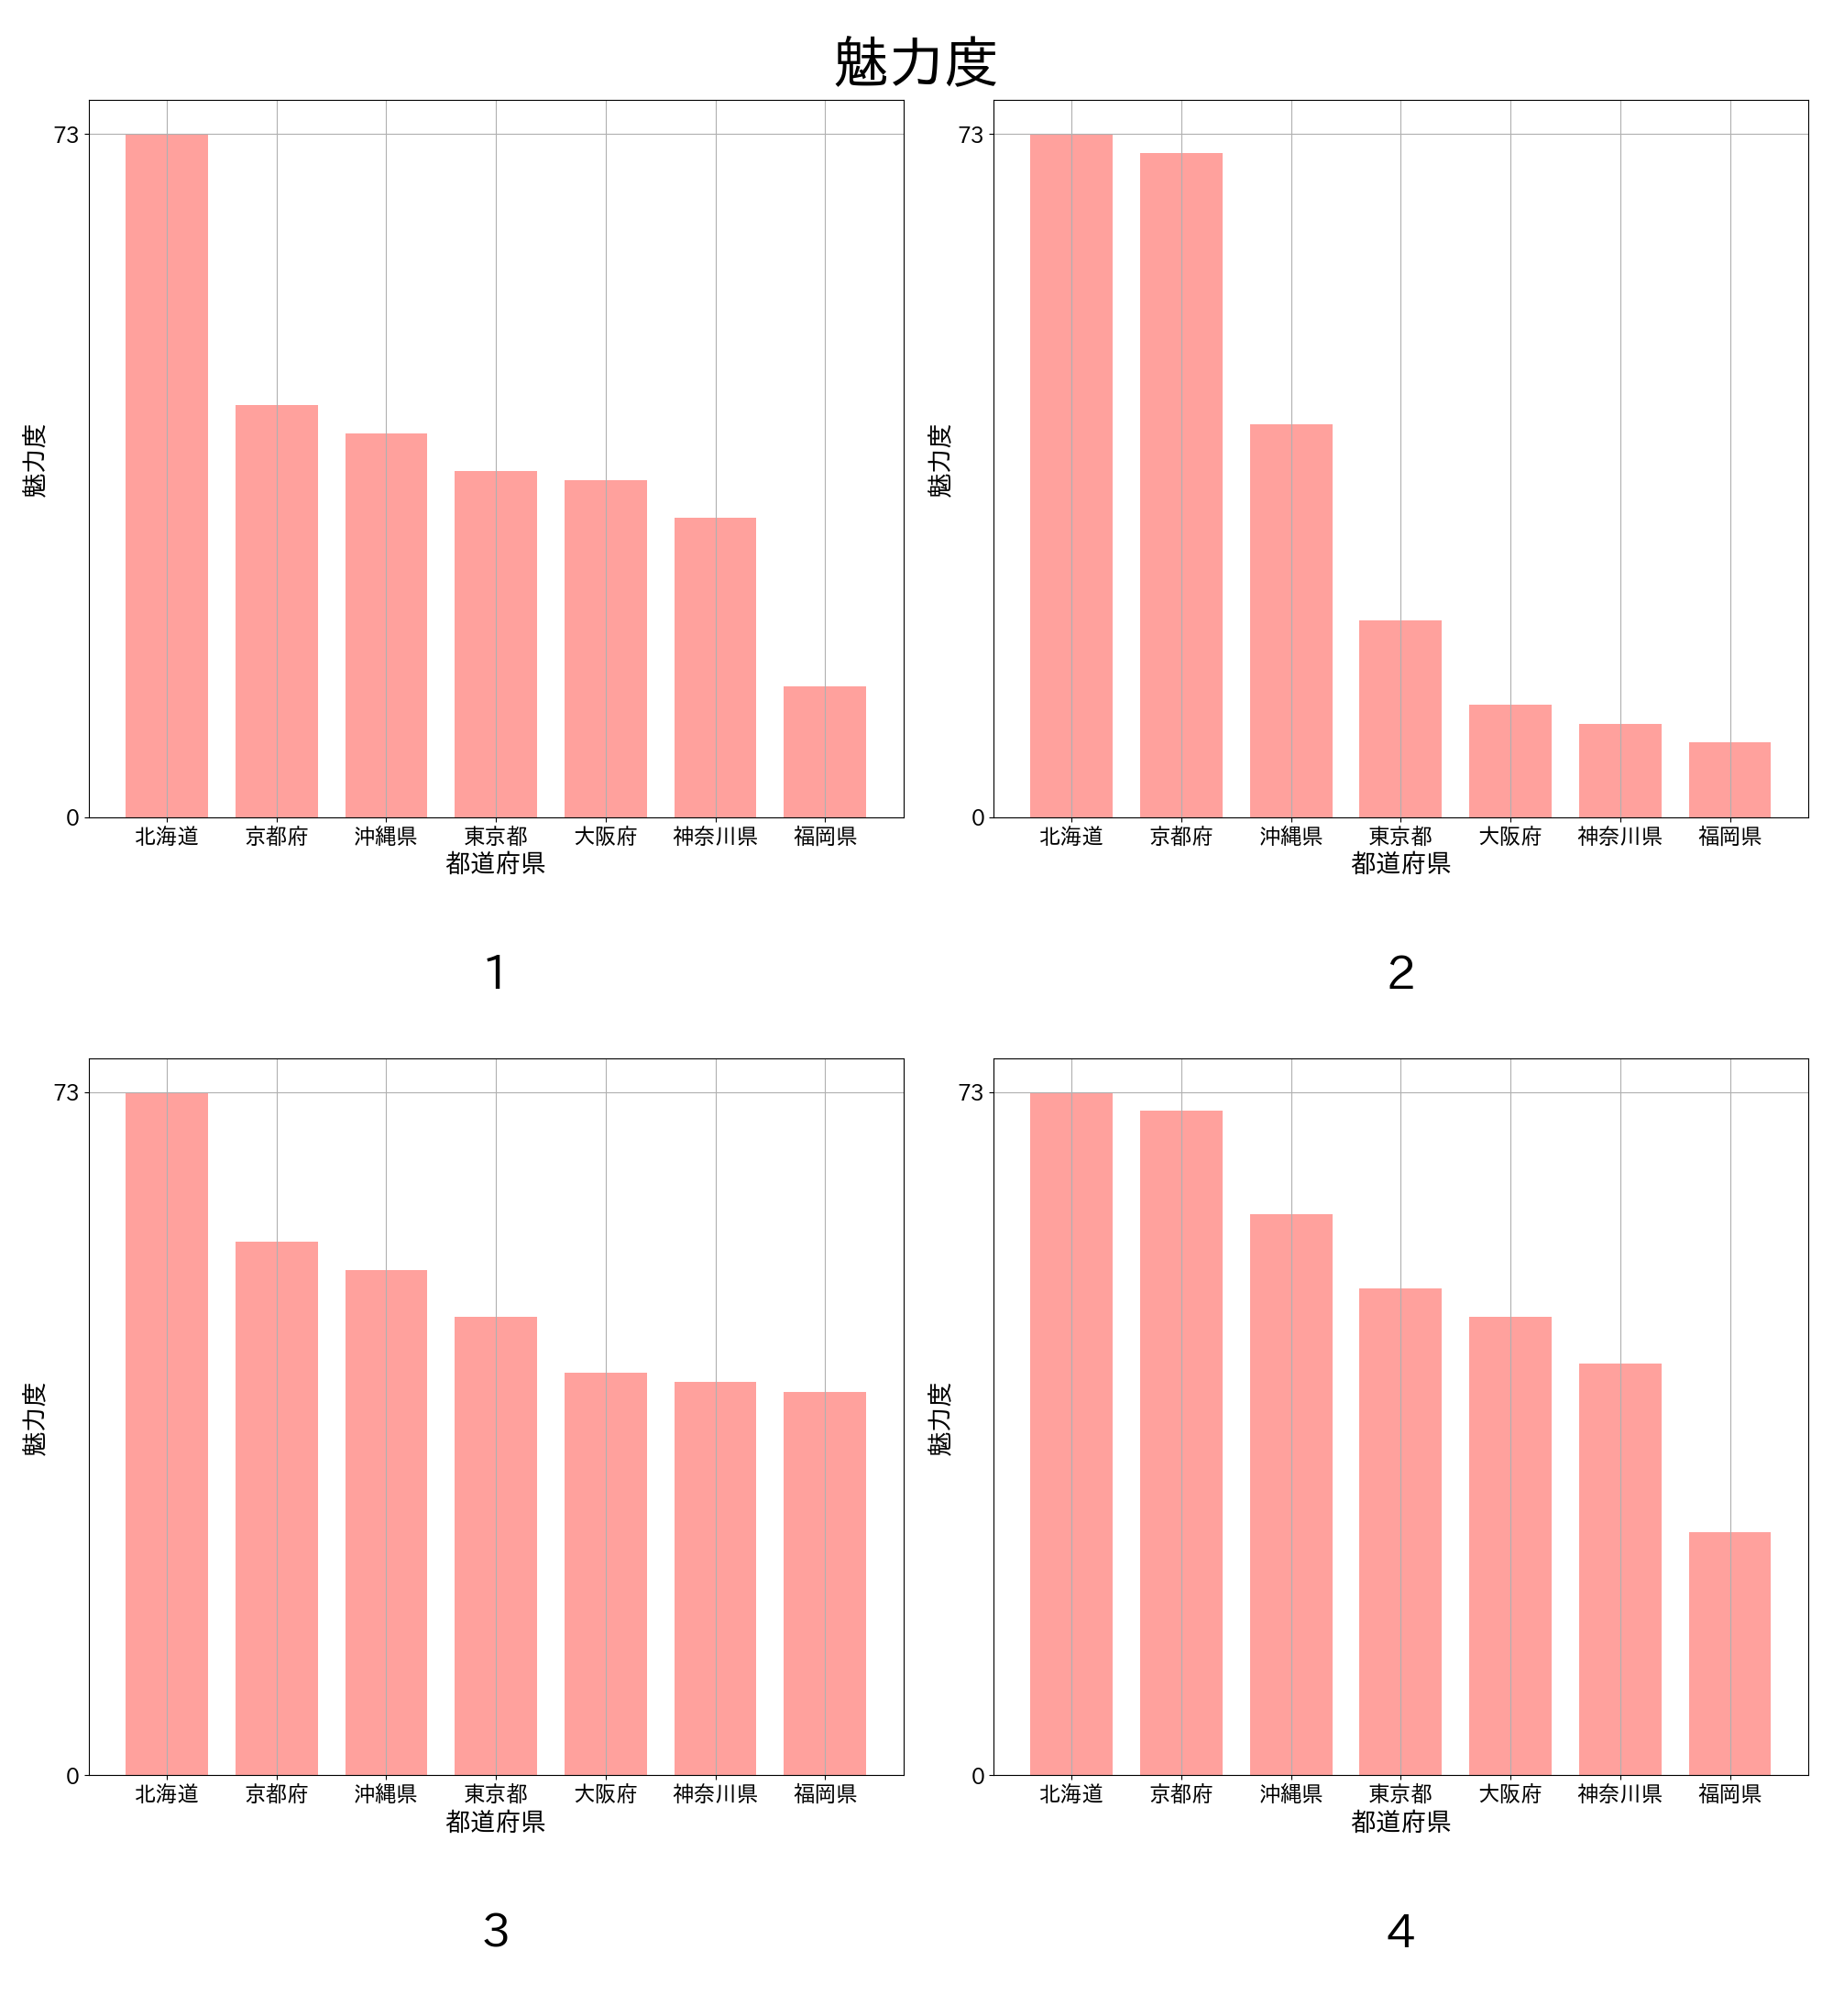 魅力度
73
魅力度
0
北海道 京都府 沖縄県 東京都 大阪府 神奈川県 福岡県
都道府県
1
73
魅力度
0
北海道 京都府 沖縄県 東京都 大阪府 神奈川県 福岡県
都道府県
2
73
魅力度
0
北海道 京都府 沖縄県 東京都 大阪府 神奈川県 福岡県
都道府県
3
73
魅力度
0
北海道 京都府 沖縄県 東京都 大阪府 神奈川県 福岡県
都道府県
4